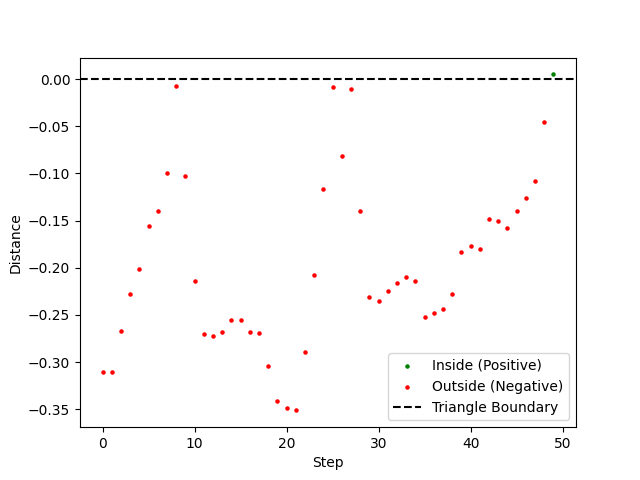 0.00
−0.05
−0.10
−0.15
−0.20
−0.25
−0.30
−0.35
Distance
Inside (Positive)
Outside (Negative)
Triangle Boundary
0 10 20 30 40 50
Step